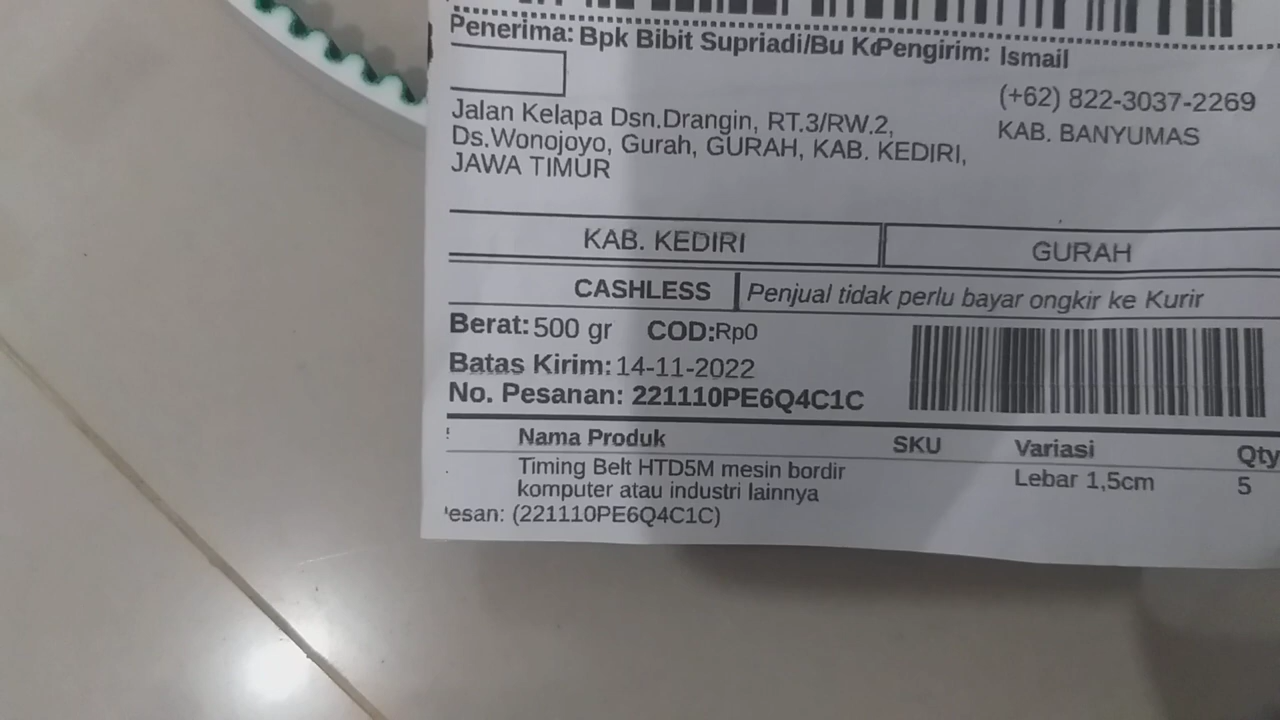 Penerima: Bpk Bibit Supriadi/Bu
Pengirim: Ismail
(+62) 822-3037-2269
KAB. BANYUMAS
Jalan Kelapa Dsn.Drangin, RT.3/RW.2,
Ds.Wonojoyo, Gurah, GURAH, KAB. KEDIRI,
JAWA TIMUR
KAB. KEDIRI GURAH
CASHLESS Penjual tidak perlu bayar ongkir ke Kurir
Berat: 500 gr COD:Rp0
Batas Kirim: 14-11-2022
No. Pesanan: 221110PE6Q4C1C
Nama Produk SKU Variasi Qty
Timing Belt HTD5M mesin bordir Lebar 1,5cm 5
komputer atau industri lainnya
esan: (221110PE6Q4C1C)